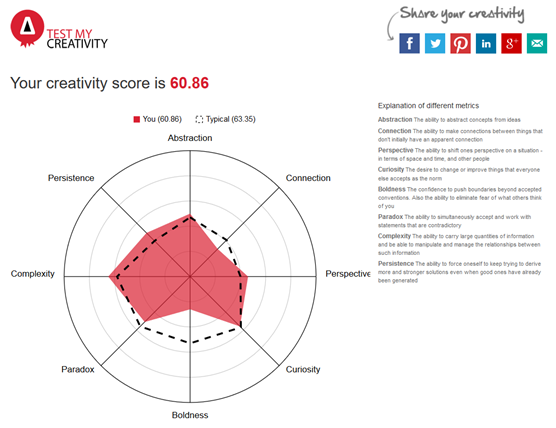 Share your creativity
TEST MY
CREATIVITY
Your creativity score is 60.86
You (60.86) Typical (63.35)
Abstraction
Connection
Perspective
Curiosity
Boldness
Paradox
Complexity
Persistence
Explanation of different metrics
Abstraction The ability to abstract concepts from ideas
Connection The ability to make connections between things that
don't initially have an apparent connection
Perspective The ability to shift ones perspective on a situation -
in terms of space and time, and other people
Curiosity The desire to change or improve things that everyone
else accepts as the norm
Boldness The confidence to push boundaries beyond accepted
conventions. Also the ability to eliminate fear of what others think
of you
Paradox The ability to simultaneously accept and work with
statements that are contradictory
Complexity The ability to carry large quantities of information
and be able to manipulate and manage the relationships between
such information
Persistence The ability to force oneself to keep trying to derive
more and stronger solutions even when good ones have already
been generated